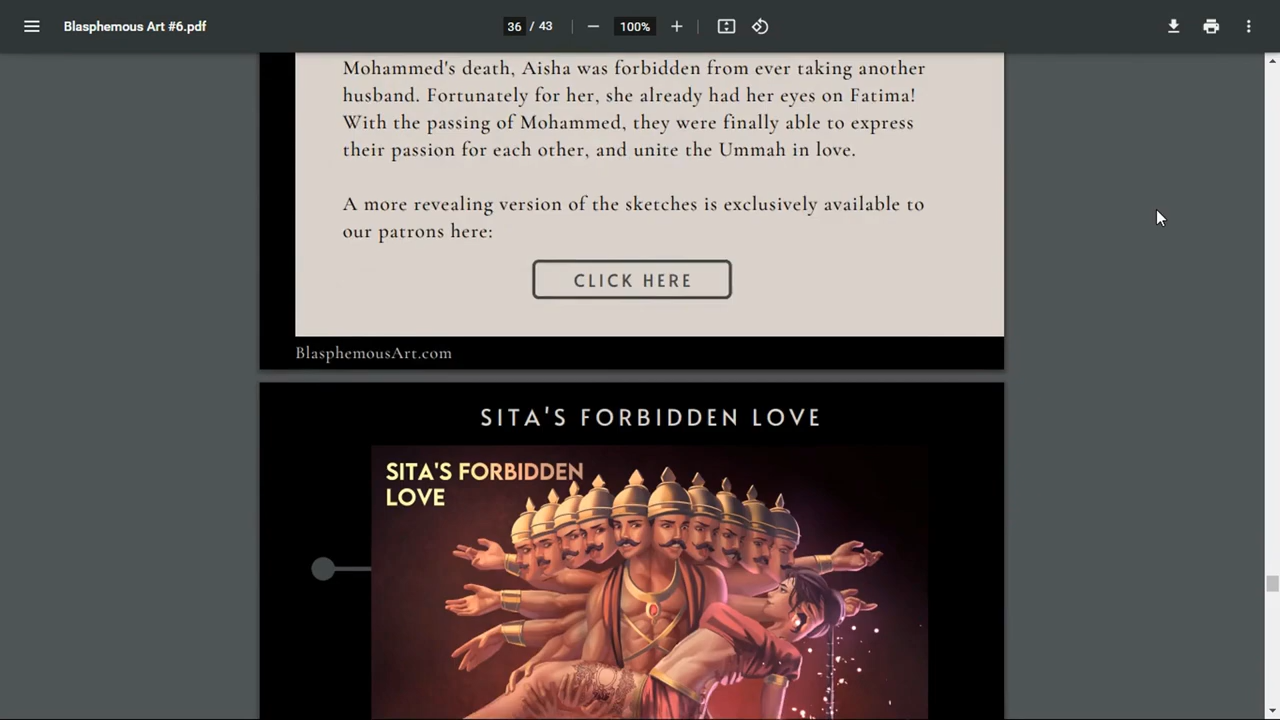 Blasphemous Art #6.pdf
36 / 43
100%
Mohammed's death, Aisha was forbidden from ever taking another
husband. Fortunately for her, she already had her eyes on Fatima!
With the passing of Mohammed, they were finally able to express
their passion for each other, and unite the Ummah in love.
A more revealing version of the sketches is exclusively available to
our patrons here:
CLICK HERE
BlasphemousArt.com
SITA'S FORBIDDEN LOVE
SITA'S FORBIDDEN
LOVE